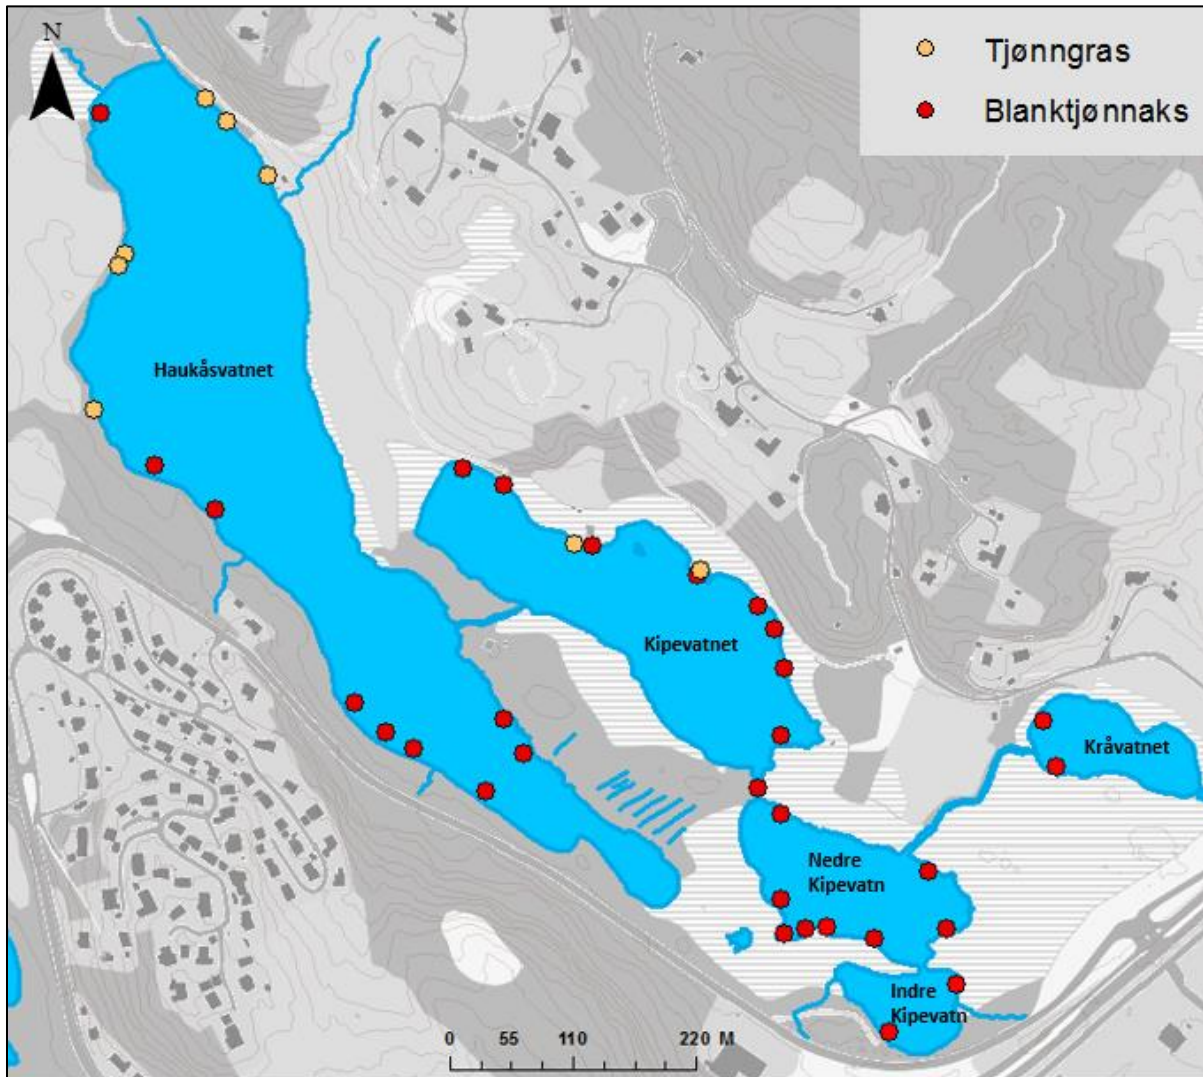 N
Tjønngras
Blanktjønnaks
Haukåsvatnet
Kipevatnet
Kråvatnet
Nedre
Kipevatn
Indre
Kipevatn
0 55 110 220 M